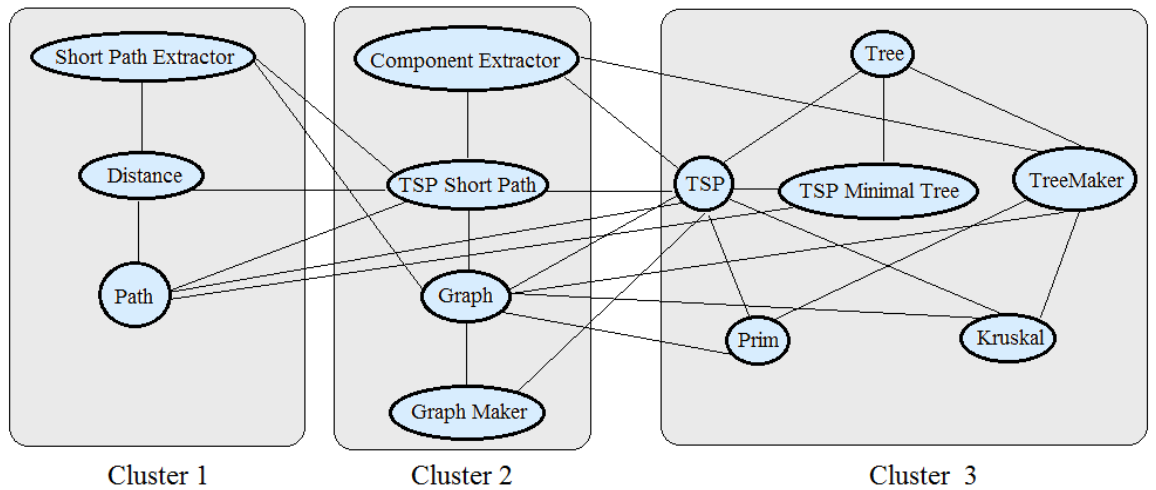 Short Path Extractor
Distance
Path
Cluster 1
Component Extractor
TSP Short Path
Graph
Graph Maker
Cluster 2
Tree
TSP
TSP Minimal Tree
TreeMaker
Prim
Kruskal
Cluster 3